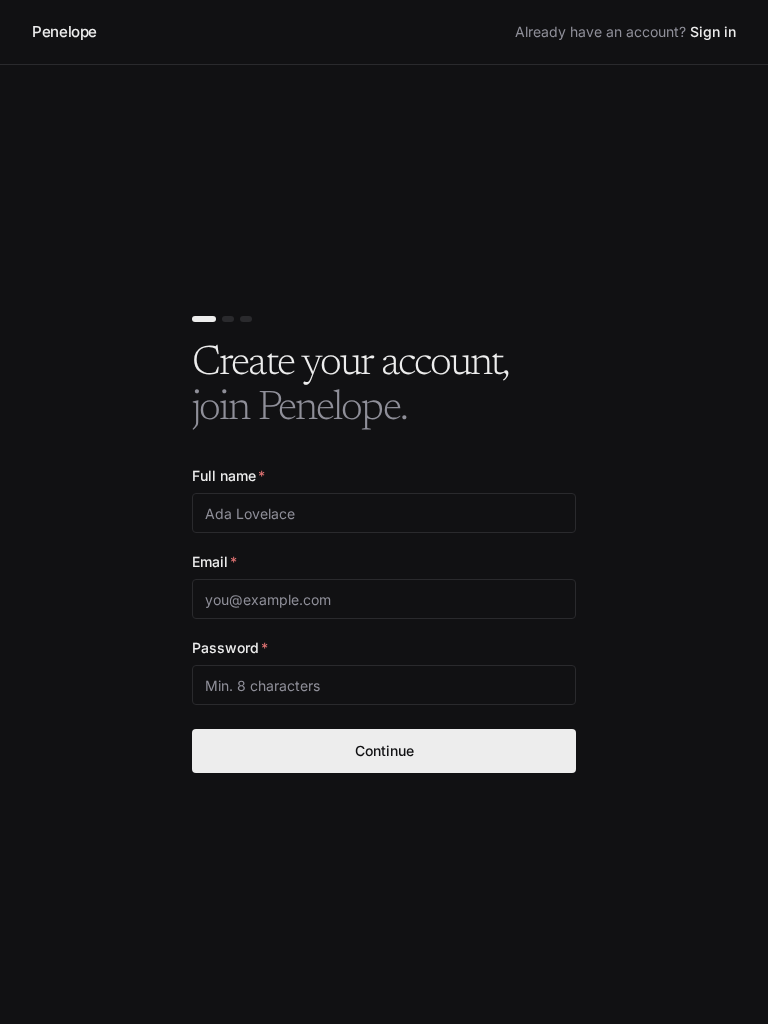 Penelope
Already have an account? Sign in
Create your account,
join Penelope.
Full name*
Ada Lovelace
Email*
you@example.com
Password*
Min. 8 characters
Continue